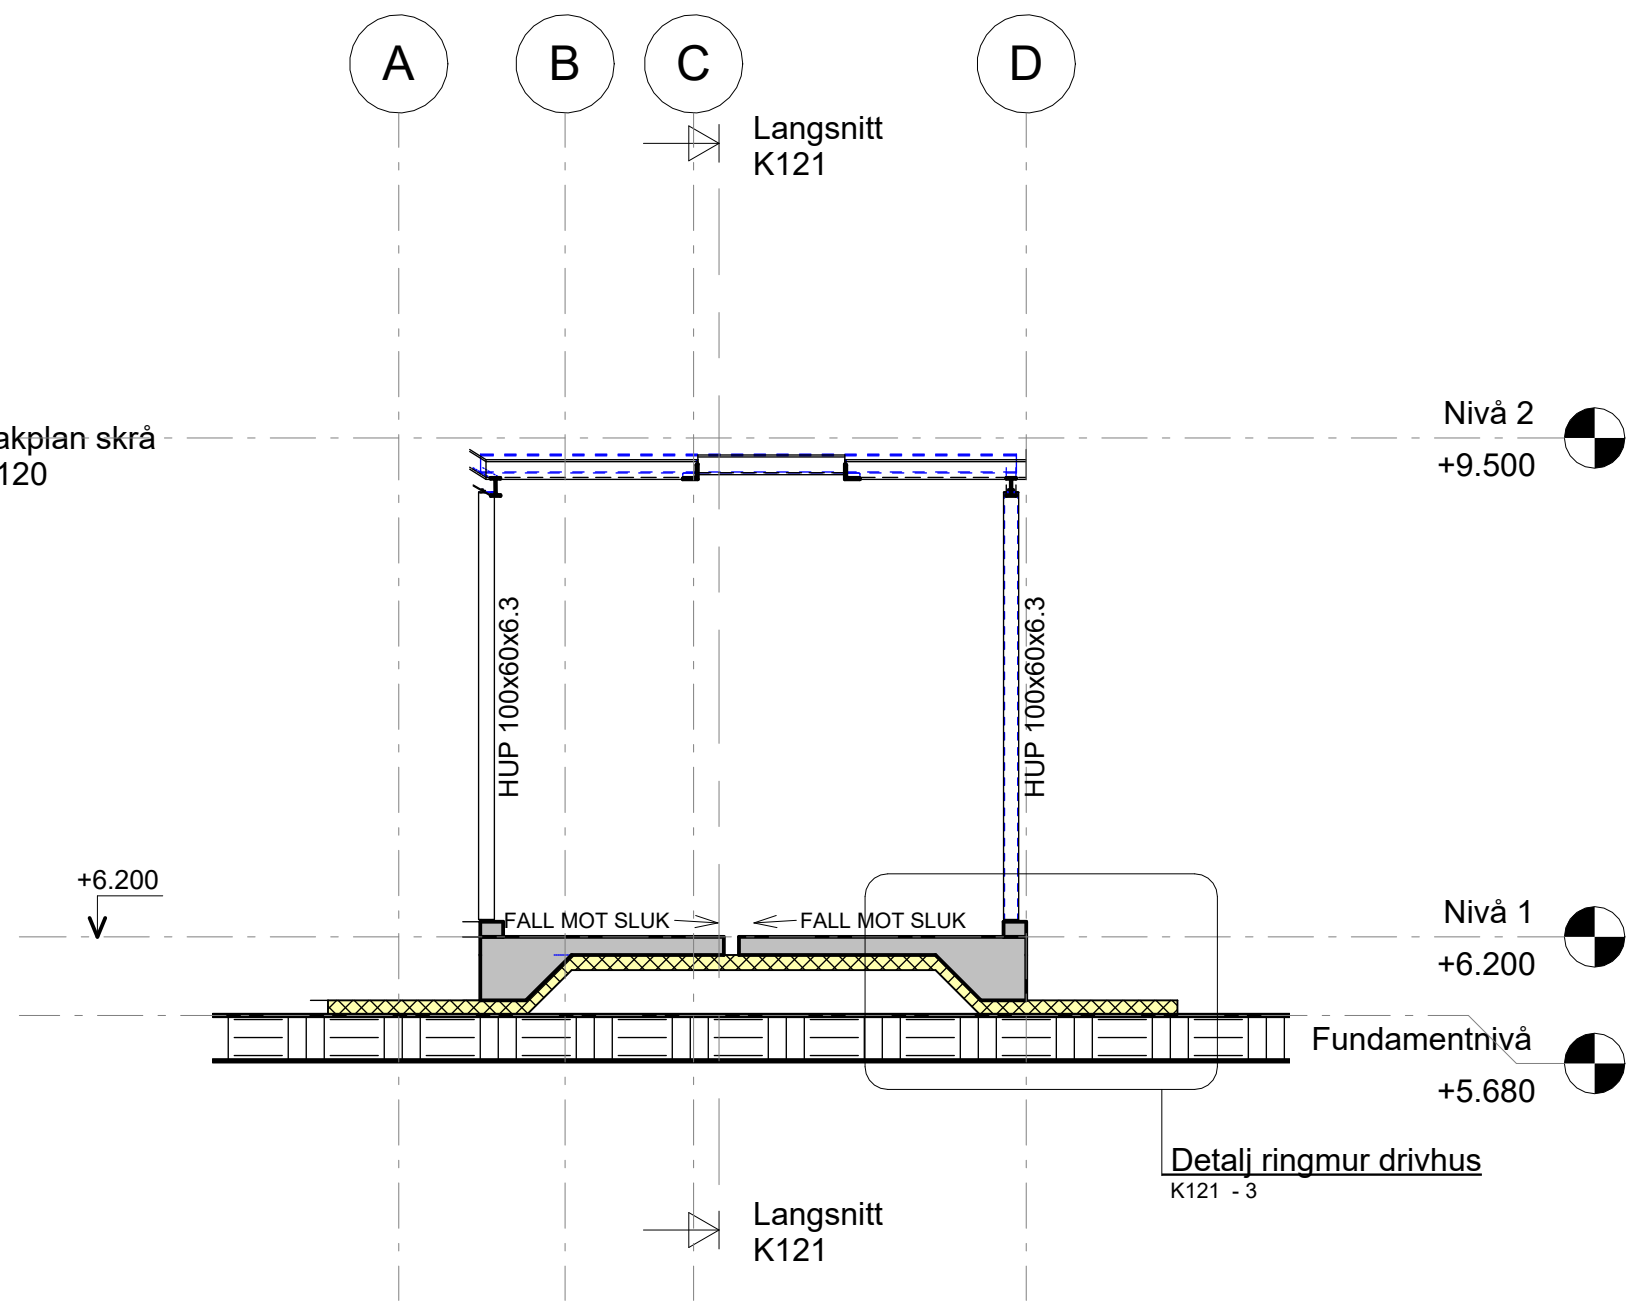 A B C D
Langsnitt
K121
akplan skrå
120
Nivå 2
+9.500
HUP 100x60x6.3
HUP 100x60x6.3
+6.200
FALL MOT SLUK
FALL MOT SLUK
Nivå 1
+6.200
Fundamentnivå
+5.680
Detalj ringmur drivhus
K121 - 3
Langsnitt
K121